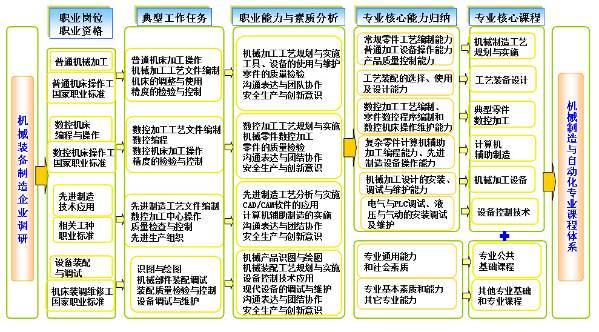 机械装备制造企业调研
职业岗位
职业资格
普通机械加工
普通机床操作工
国家职业标准
数控机床
编程与操作
数控机床操作工
国家职业标准
先进制造
技术应用
相关工种
职业标准
设备装配
与调试
机床装调维修工
国家职业标准
典型工作任务
普通机床加工操作
机械加工工艺文件编制
机床的调整与使用
精度的检验与控制
数控加工工艺文件编制
数控编程
数控机床加工操作
精度的检验与控制
先进制造工艺文件编制
数控加工中心操作
质量检查与控制
先进生产组织
识图与绘图
机械部件装配调试
装配质量检验与控制
设备调试与维护
职业能力与素质分析
机械加工工艺规划与实施
工具、设备的使用与维护
零件的质量检验
沟通表达与团队协作
安全生产与创新意识
数控加工工艺规划与实施
机械零件数控加工
零件的质量检验
沟通表达与团结协作
安全生产与创新意识
先进制造工艺分析与实施
CAD/CAM软件的应用
计算机辅助制造的实施
沟通表达与团结协作
安全生产与创新意识
机械产品识图与绘图
机械装配工艺规划与实施
设备控制技术应用
现代设备的调试与维护
沟通表达与团结协作
安全生产与创新意识
专业核心能力归纳
常规零件工艺编制能力
普通加工设备操作能力
产品质量控制能力
工艺装配的选择、使用
及设计能力
数控加工工艺编制、
零件数控程序编制和
数控机床操作维护能力
复杂零件计算机辅助
加工编程能力、先进
制造设备操作能力
机械加工设计的安装、
调试与维护能力
电气与PLC调试、液
压与气动的安装调试
及维护
专业通用能力
和社会素质
专业基本素质和能力
其它专业能力
专业核心课程
机械制造工艺
规划与实施
工艺装备设计
典型零件
数控加工
计算机
辅助制造
机械加工设备
设备控制技术
+
专业公共
基础课程
其他专业基础
和专业课程
机械制造与自动化专业课程体系